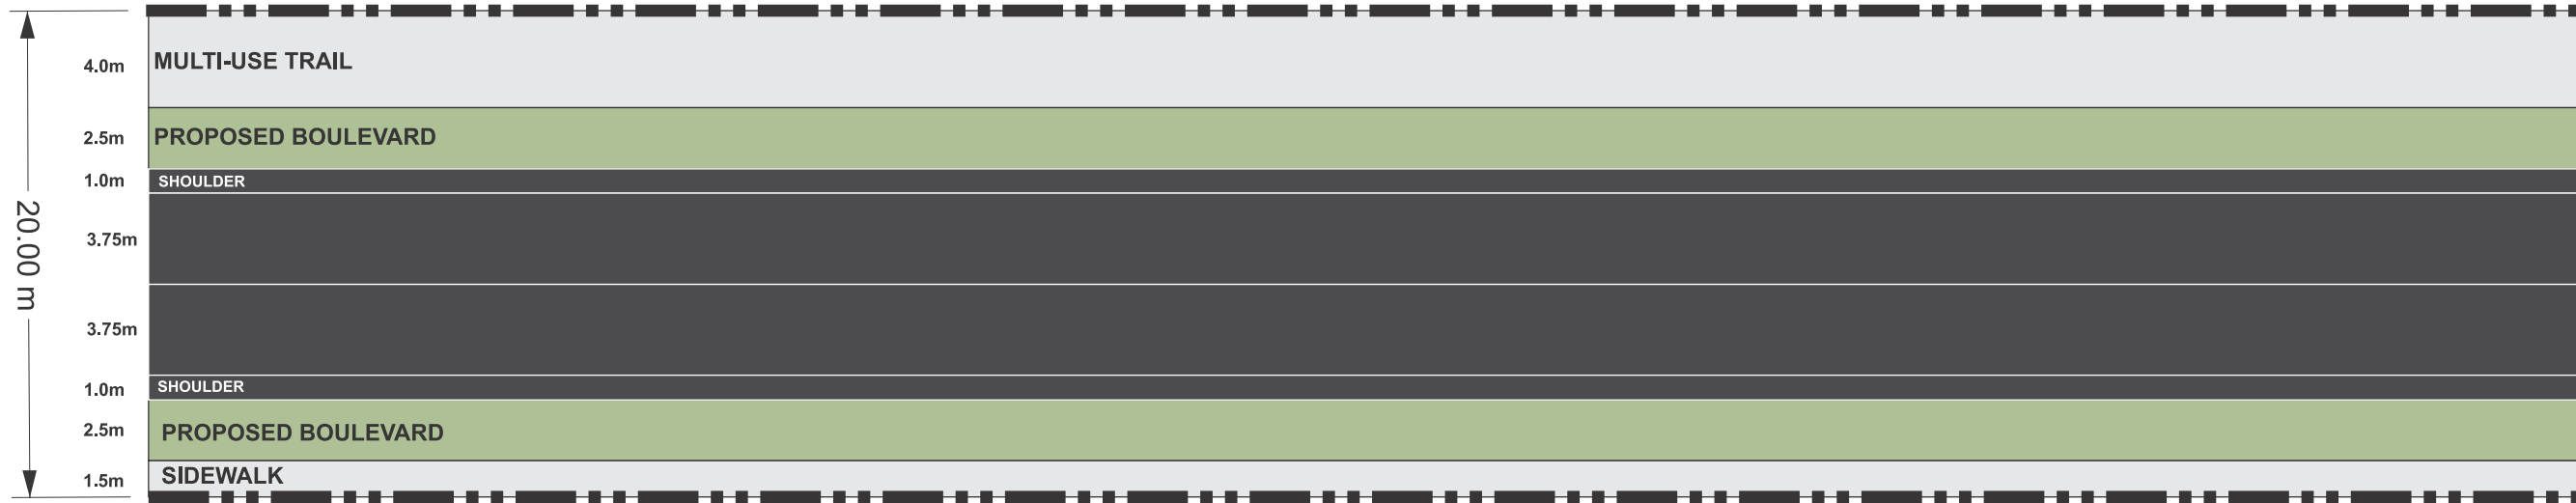 4.0m MULTI-USE TRAIL
2.5m PROPOSED BOULEVARD
1.0m SHOULDER
20.00 m
3.75m
3.75m
1.0m SHOULDER
2.5m PROPOSED BOULEVARD
1.5m SIDEWALK